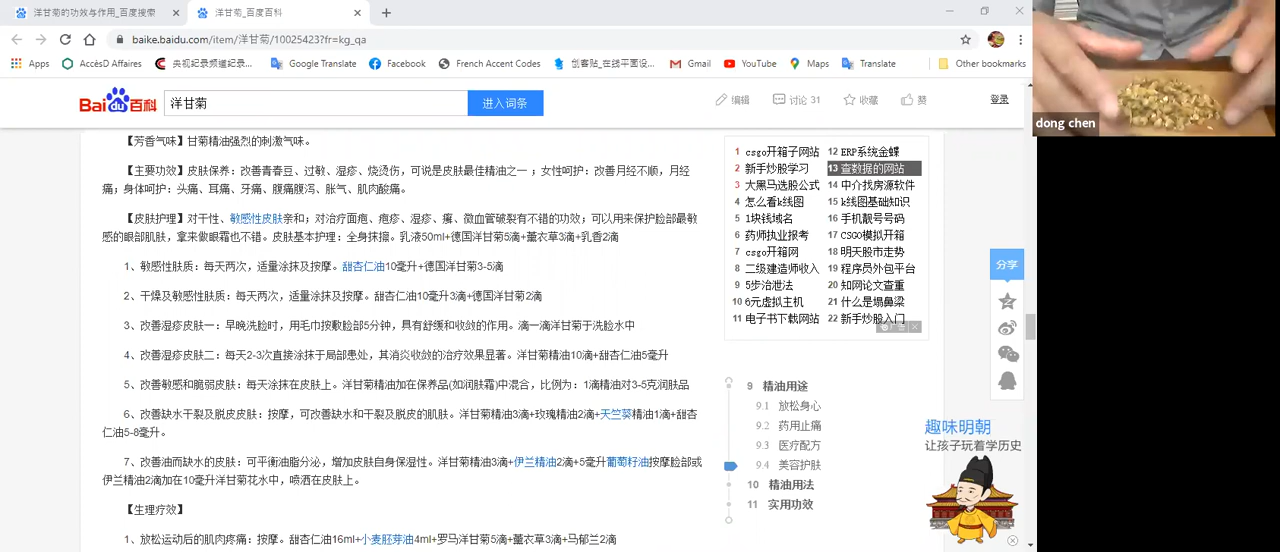 洋甘菊的功效与作用_百度搜索
洋甘菊_百度百科
baike.baidu.com/item/洋甘菊/10025423?fr=kg_qa
Apps
AccèsD Affaires
央视纪录频道纪录...
Google Translate
Facebook
French Accent Codes
创客贴_在线平面设...
Gmail
YouTube
Maps
Translate
Other bookmarks
Bai du 百科
洋甘菊
进入词条
编辑
讨论 31
收藏
赞
登录
【芳香气味】甘菊精油强烈的刺激气味。
【主要功效】皮肤保养：改善青春豆、过敏、湿疹、烧烫伤，可说是皮肤最佳精油之一；女性呵护：改善月经不顺，月经
痛；身体呵护：头痛、耳痛、牙痛、腹痛腹泻、胀气、肌肉酸痛。
【皮肤护理】对干性、敏感性皮肤亲和；对治疗面疱、疱疹、湿疹、癣、微血管破裂有不错的功效；可以用来保护脸部最敏
感的眼部肌肤，拿来做眼霜也不错。皮肤基本护理：全身抹擦。乳液50ml+德国洋甘菊5滴+薰衣草3滴+乳香2滴
1、敏感性肤质：每天两次，适量涂抹及按摩。甜杏仁油10毫升+德国洋甘菊3-5滴
2、干燥及敏感性肤质：每天两次，适量涂抹及按摩。甜杏仁油10毫升3滴+德国洋甘菊2滴
3、改善湿疹皮肤一：早晚洗脸时，用毛巾按敷脸部5分钟，具有舒缓和收敛的作用。滴一滴洋甘菊于洗脸水中
4、改善湿疹皮肤二：每天2-3次直接涂抹于局部患处，其消炎收敛的治疗效果显著。洋甘菊精油10滴+甜杏仁油5毫升
5、改善敏感和脆弱皮肤：每天涂抹在皮肤上。洋甘菊精油加在保养品(如润肤霜)中混合，比例为：1滴精油对3-5克润肤品
6、改善缺水干裂及脱皮皮肤：按摩，可改善缺水和干裂及脱皮的肌肤。洋甘菊精油3滴+玫瑰精油2滴+天竺葵精油1滴+甜杏
仁油5-8毫升。
7、改善油而缺水的皮肤：可平衡油脂分泌，增加皮肤自身保湿性。洋甘菊精油3滴+伊兰精油2滴+5毫升葡萄籽油按摩脸部或
伊兰精油2滴加在10毫升洋甘菊花水中，喷洒在皮肤上。
【生理疗效】
1、放松运动后的肌肉疼痛：按摩。甜杏仁油16ml+小麦胚芽油4ml+罗马洋甘菊5滴+薰衣草3滴+马郁兰2滴
1 csgo开箱子网站 12 ERP系统金蝶
2 新手炒股学习 13 查数据的网站
3 大黑马选股公式 14 中介找房源软件
4 怎么看k线图 15 k线图基础知识
5 1块钱域名 16 手机靓号号码
6 药师执业报考 17 CSGO模拟开箱
7 csgo开箱网 18 明天股市走势
8 二级建造师收入 19 程序员外包平台
9 5步治泄法 20 知网论文查重
10 6元虚拟主机 21 什么是塌鼻梁
11 电子书下载网站 22 新手炒股入门
广告
9 精油用途
9.1 放松身心
9.2 药用止痛
9.3 医疗配方
9.4 美容护肤
10 精油用法
11 实用功效
分享
趣味明朝
让孩子玩着学历史
dong chen